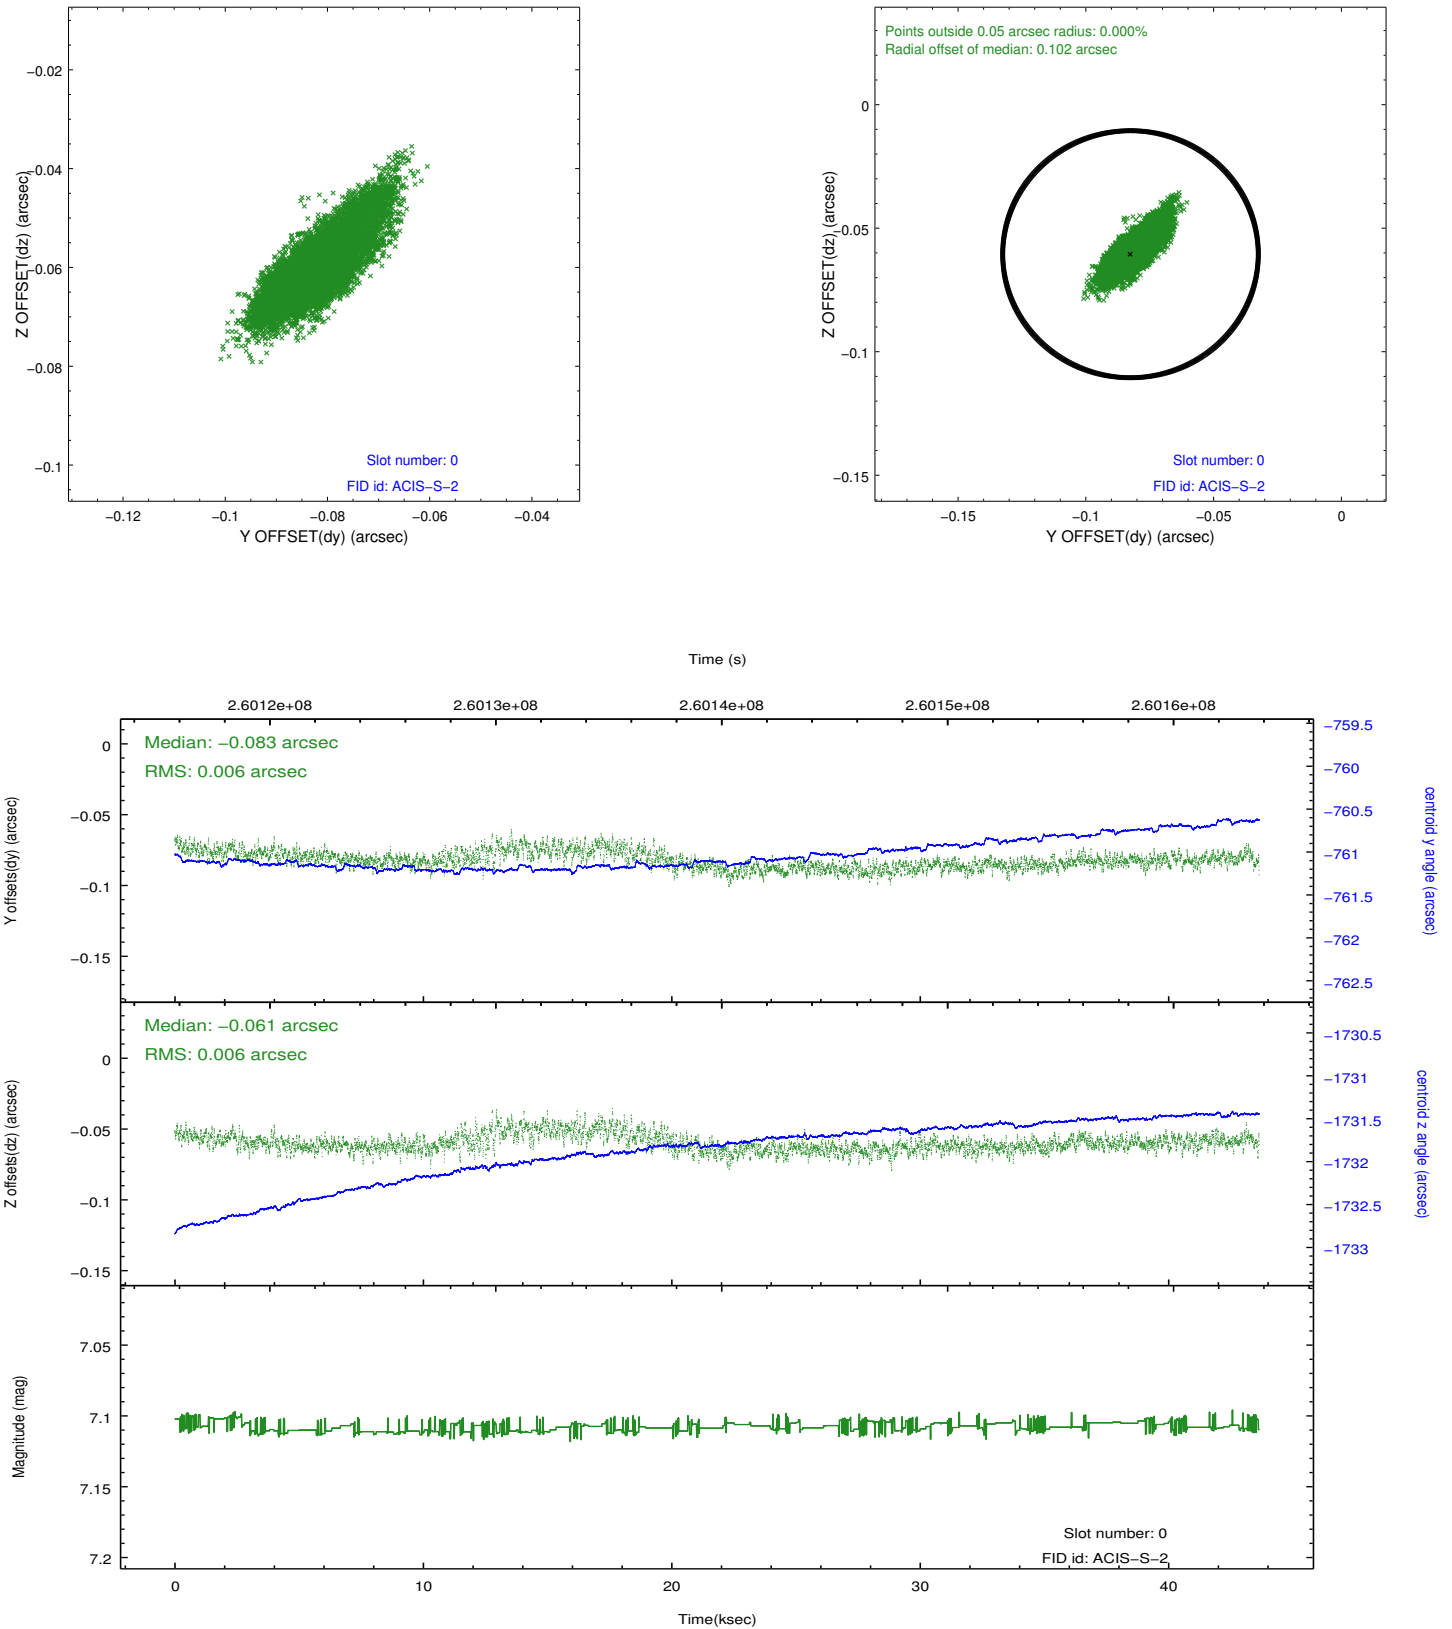 −0.02
−0.04
−0.06
−0.08
−0.1
Z OFFSET(dz) (arcsec)
Slot number: 0
FID id: ACIS−S−2
−0.12
−0.1
−0.08
−0.06
−0.04
Y OFFSET(dy) (arcsec)
Points outside 0.05 arcsec radius: 0.000%
Radial offset of median: 0.102 arcsec
0
−0.05
−0.1
−0.15
Z OFFSET(dz) (arcsec)
Slot number: 0
FID id: ACIS−S−2
−0.15
−0.1
−0.05
0
Y OFFSET(dy) (arcsec)
Time (s)
2.6012e+08
2.6013e+08
2.6014e+08
2.6015e+08
2.6016e+08
Median: −0.083 arcsec
RMS: 0.006 arcsec
0
−0.05
−0.1
−0.15
Y offsets(dy) (arcsec)
−759.5
−760
−760.5
−761
−761.5
−762
−762.5
centroid y angle (arcsec)
Median: −0.061 arcsec
RMS: 0.006 arcsec
0
−0.05
−0.1
−0.15
Z offsets(dz) (arcsec)
−1730.5
−1731
−1731.5
−1732
−1732.5
−1733
centroid z angle (arcsec)
7.05
7.1
7.15
7.2
Magnitude (mag)
Slot number: 0
FID id: ACIS−S−2
0
10
20
30
40
Time(ksec)